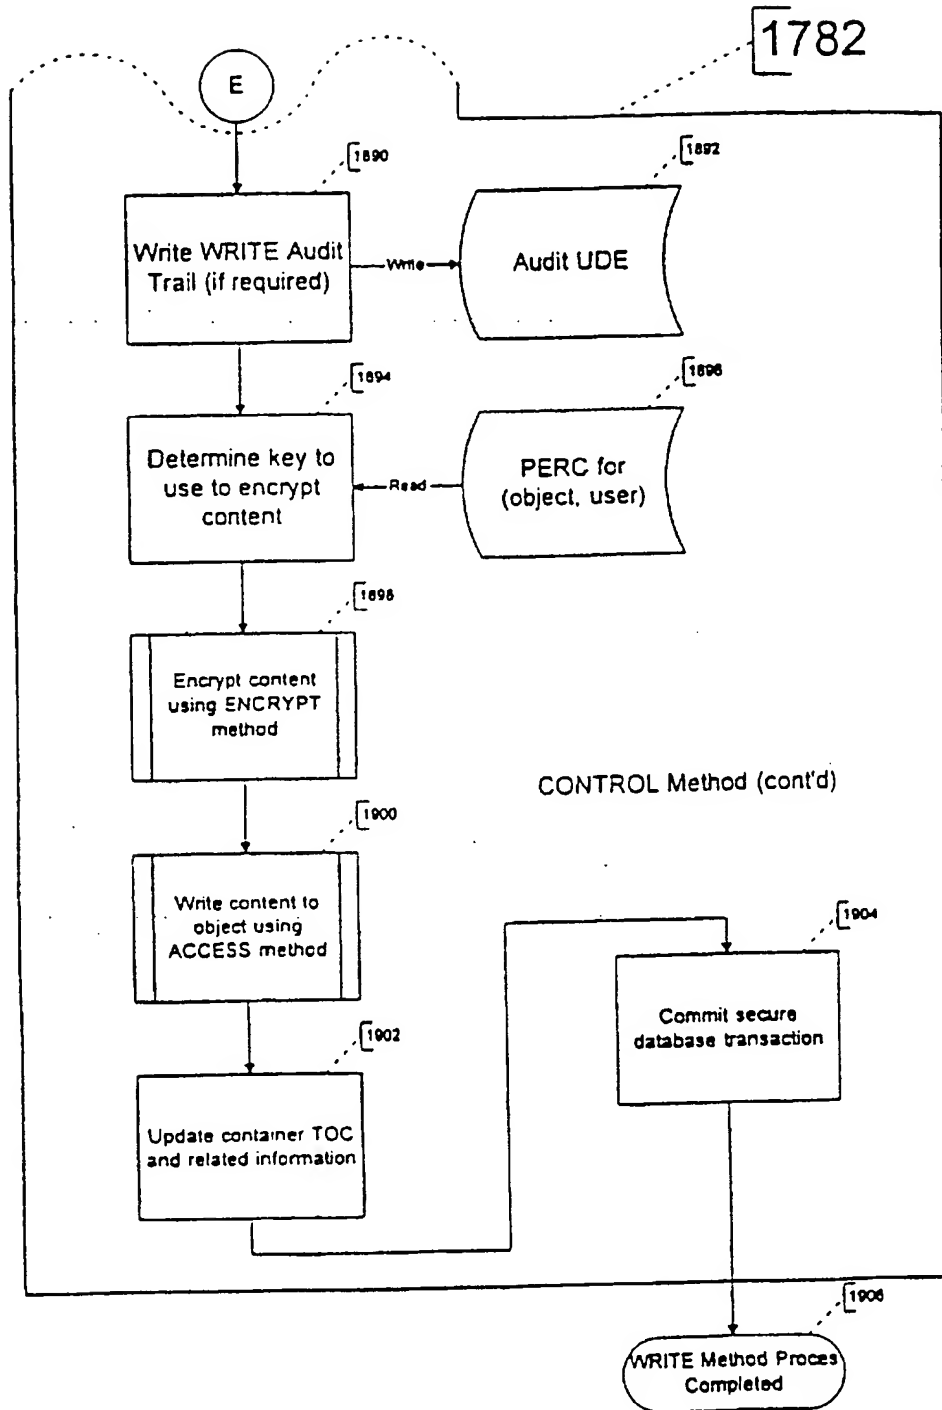 1782
E
1890
Write WRITE Audit
Trail (if required)
Write
1892
Audit UDE
1894
Determine key to
use to encrypt
content
Read
1896
PERC for
(object, user)
1898
Encrypt content
using ENCRYPT
method
CONTROL Method (cont'd)
1900
Write content to
object using
ACCESS method
1902
Update container TOC
and related information
1904
Commit secure
database transaction
1906
WRITE Method Proces
Completed